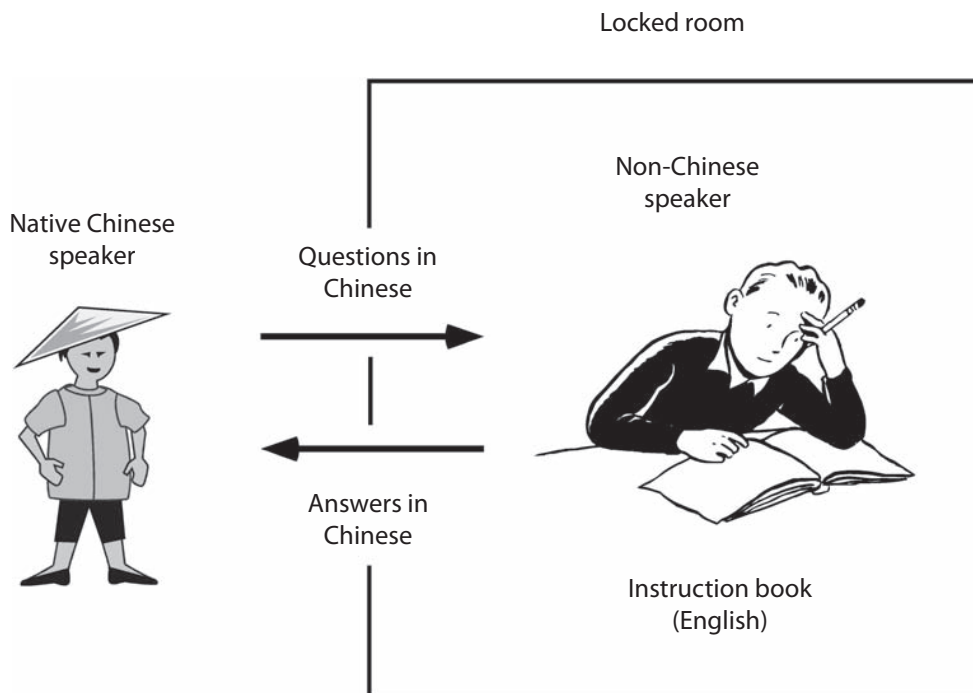 Locked room
Non-Chinese
speaker
Native Chinese
speaker
Questions in
Chinese
Answers in
Chinese
Instruction book
(English)